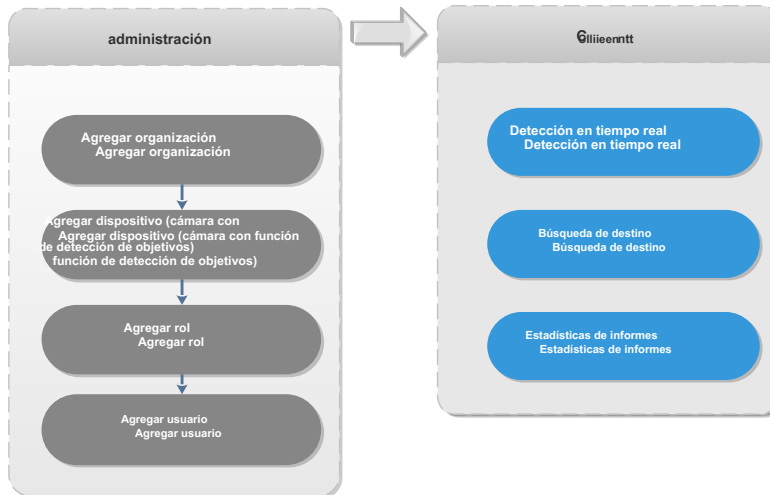 administración
Agregar organización
Agregar organización
Agregar dispositivo (cámara con
Agregar dispositivo (cámara con función
de detección de objetivos)
función de detección de objetivos)
Agregar rol
Agregar rol
Agregar usuario
Agregar usuario
Detección en tiempo real
Detección en tiempo real
Búsqueda de destino
Búsqueda de destino
Estadísticas de informes
Estadísticas de informes